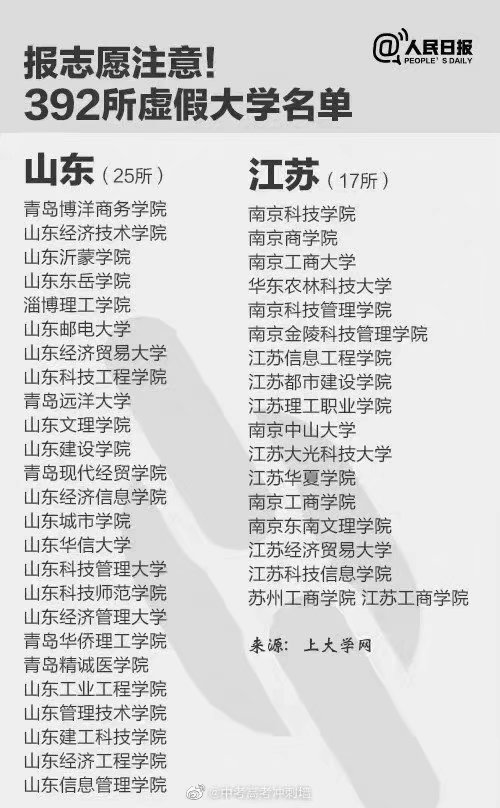 @人民日报
PEOPLE'S DAILY
报志愿注意!
392所虚假大学名单
山东（25所）
青岛博洋商务学院
山东经济技术学院
山东沂蒙学院
山东东岳学院
淄博理工学院
山东邮电大学
山东经济贸易大学
山东科技工程学院
青岛远洋大学
山东文理学院
山东建设学院
青岛现代经贸学院
山东经济信息学院
山东城市学院
山东华信大学
山东科技管理大学
山东科技师范学院
山东经济管理大学
青岛华侨理工学院
青岛精诚医学院
山东工业工程学院
山东管理技术学院
山东建工科技学院
山东经济工程学院
山东信息管理学院
江苏（17所）
南京科技学院
南京商学院
南京工商大学
华东农林科技大学
南京科技管理学院
南京金陵科技管理学院
江苏信息工程学院
江苏都市建设学院
江苏理工职业学院
南京中山大学
江苏大光科技大学
江苏华夏学院
南京工商学院
南京东南文理学院
江苏经济贸易大学
江苏科技信息学院
苏州工商学院 江苏工商学院
来源：上大学网
@中考高考冲刺墙